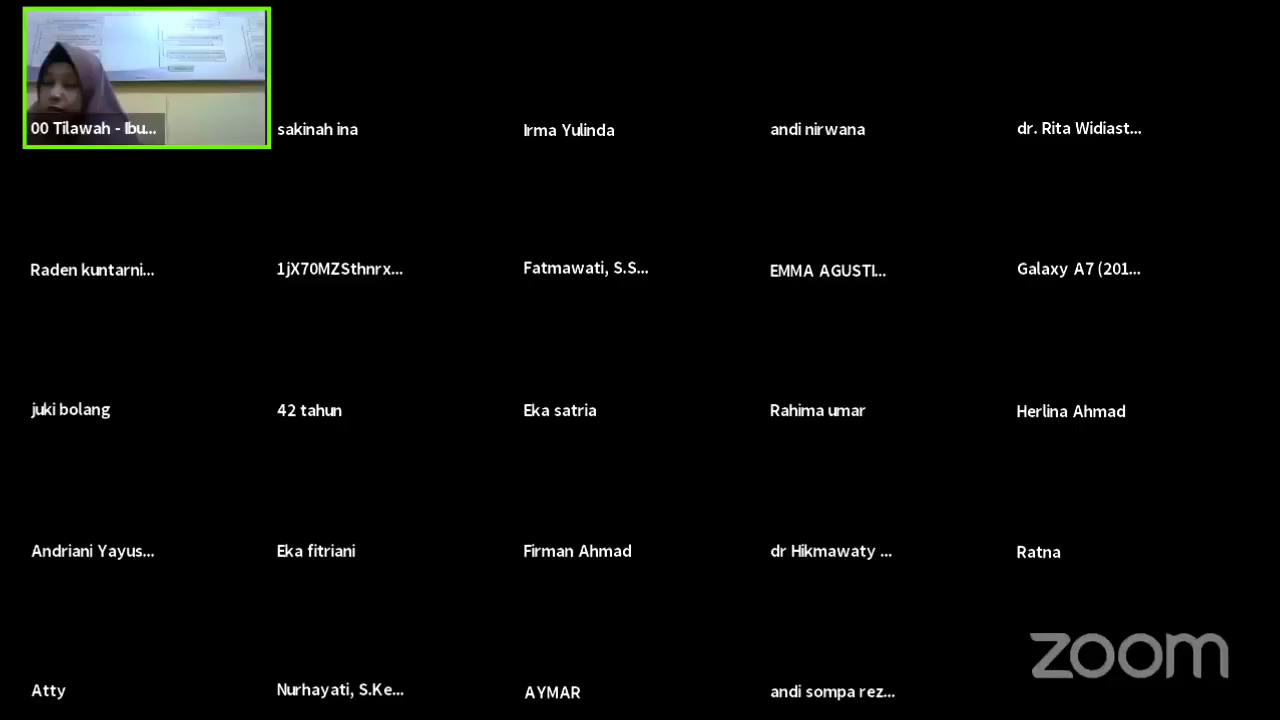 00 Tilawah - Ibu...
sakinah ina
Irma Yulinda
andi nirwana
dr. Rita Widiast...
Raden kuntarni...
1jX70MZSthnrx...
Fatmawati, S.S...
EMMA AGUSTI...
Galaxy A7 (201...
juki bolang
42 tahun
Eka satria
Rahima umar
Herlina Ahmad
Andriani Yayus...
Eka fitriani
Firman Ahmad
dr Hikmawaty ...
Ratna
Atty
Nurhayati, S.Ke...
AYMAR
andi sompa rez...
zoom